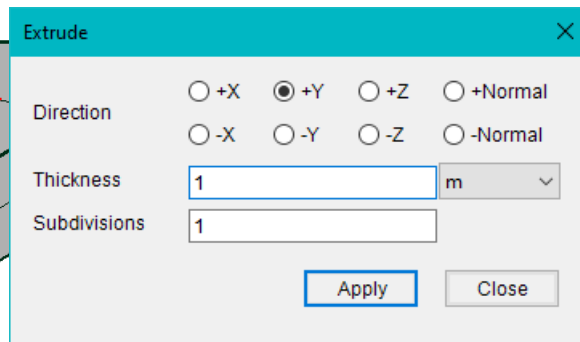 Extrude
+X +Y +Z +Normal
Direction
-X -Y -Z -Normal
Thickness 1 m
Subdivisions 1
Apply Close